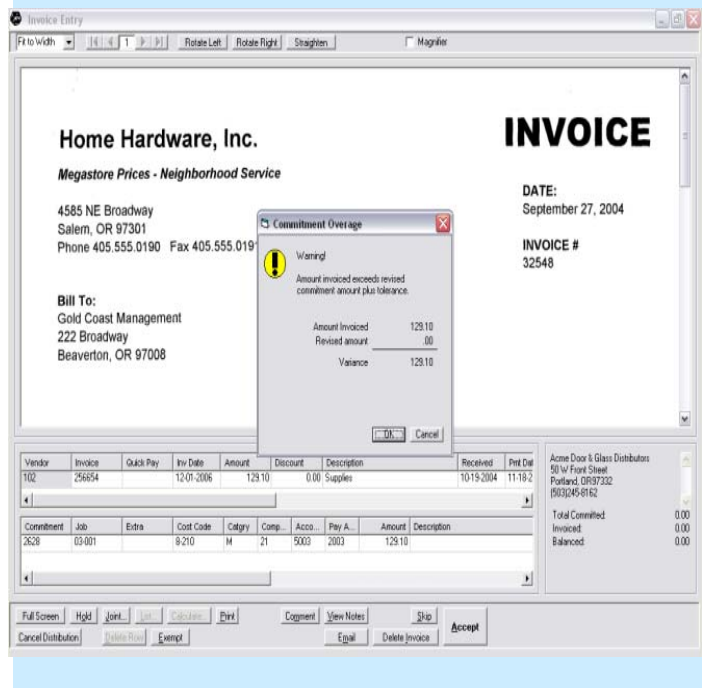 Invoice Entry
Fit to Width 1 Rotate Left Rotate Right Straighten Magnifier
Home Hardware, Inc.
INVOICE
Megastore Prices - Neighborhood Service
4585 NE Broadway
Salem, OR 97301
Phone 405.555.0190 Fax 405.555.019
DATE:
September 27, 2004
INVOICE #
32548
Bill To:
Gold Coast Management
222 Broadway
Beaverton, OR 97008
Commitment Overage
Warning!
Amount invoiced exceeds revised
commitment amount plus tolerance.
Amount Invoiced 129.10
Revised amount .00
Variance 129.10
OK Cancel
Vendor Invoice Quick Pay Inv Date Amount Discount Description Received Pmt Dat
102 256654 12-01-2006 129.10 0.00 Supplies 10-19-2004 11-18-2
Commitment Job Extra Cost Code Catgry Comp... Acco... Pay A... Amount Description
2628 03-001 8-210 M 21 5003 2003 129.10
Acme Door & Glass Distributors
50 W Front Street
Portland, OR97332
(503)245-8162
Total Committed: 0.00
Invoiced: 0.00
Balanced: 0.00
Full Screen Hold Joint... List... Calculate... Print Comment View Notes Skip Accept
Cancel Distribution Delete Row Exempt Email Delete Invoice